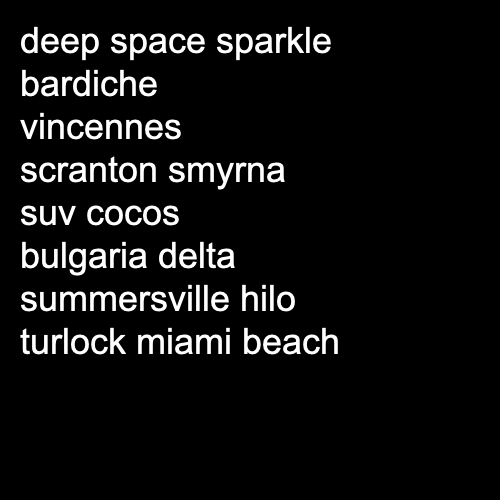 deep space sparkle
bardiche
vincennes
scranton smyrna
suv cocos
bulgaria delta
summersville hilo
turlock miami beach